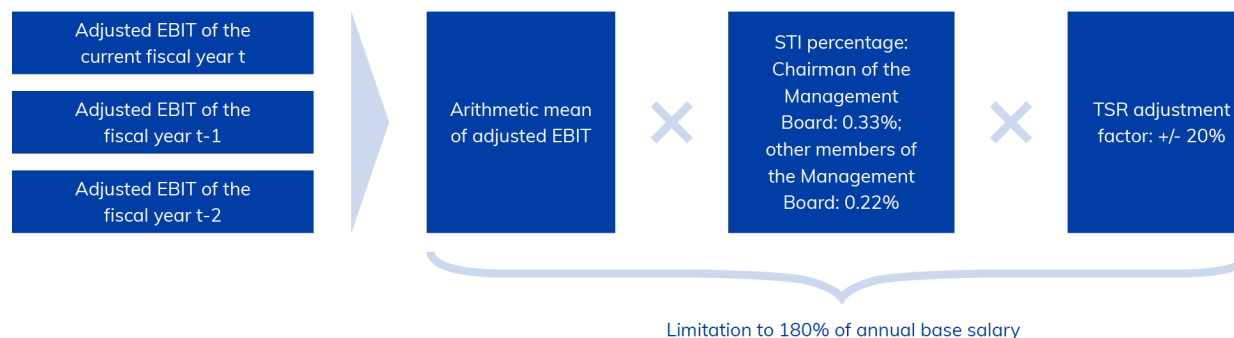 Adjusted EBIT of the
current fiscal year t
Adjusted EBIT of the
fiscal year t-1
Adjusted EBIT of the
fiscal year t-2
Arithmetic mean
of adjusted EBIT
STI percentage:
Chairman of the
Management
Board: 0.33%;
other members of
the Management
Board: 0.22%
TSR adjustment
factor: +/- 20%
Limitation to 180% of annual base salary